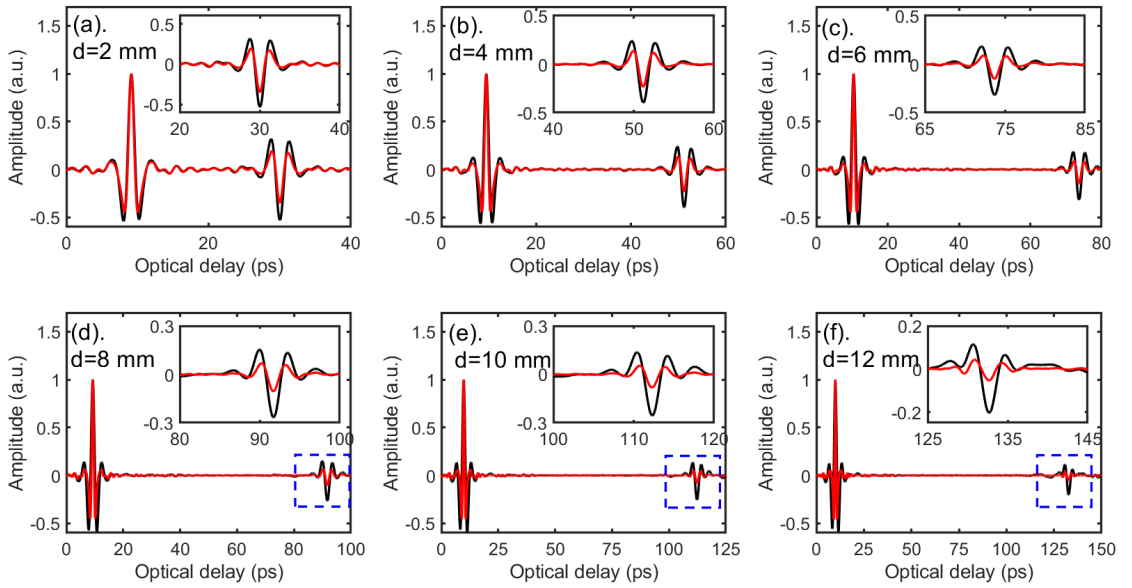 (a).
d=2 mm
1.5
1
0.5
0
-0.5
Amplitude (a.u.)
0 20 40
Optical delay (ps)
0.5
0
-0.5
20 30 40
(b).
d=4 mm
1.5
1
0.5
0
-0.5
Amplitude (a.u.)
0 20 40 60
Optical delay (ps)
0.5
0
-0.5
40 50 60
(c).
d=6 mm
1.5
1
0.5
0
-0.5
Amplitude (a.u.)
0 20 40 60 80
Optical delay (ps)
0.5
0
-0.5
65 75 85
(d).
d=8 mm
1.5
1
0.5
0
-0.5
Amplitude (a.u.)
0 20 40 60 80 100
Optical delay (ps)
0.3
0
-0.3
80 90 100
(e).
d=10 mm
1.5
1
0.5
0
-0.5
Amplitude (a.u.)
0 25 50 75 100 125
Optical delay (ps)
0.3
0
-0.3
100 110 120
(f).
d=12 mm
1.5
1
0.5
0
-0.5
Amplitude (a.u.)
0 25 50 75 100 125 150
Optical delay (ps)
0.2
0
-0.2
125 135 145